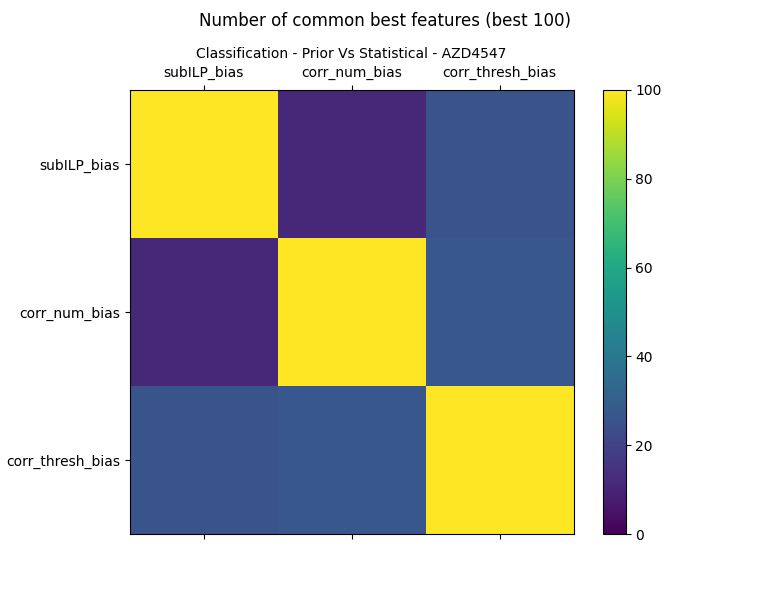 Number of common best features (best 100)
Classification - Prior Vs Statistical - AZD4547
subILP_bias corr_num_bias corr_thresh_bias
subILP_bias
corr_num_bias
corr_thresh_bias
100
80
60
40
20
0